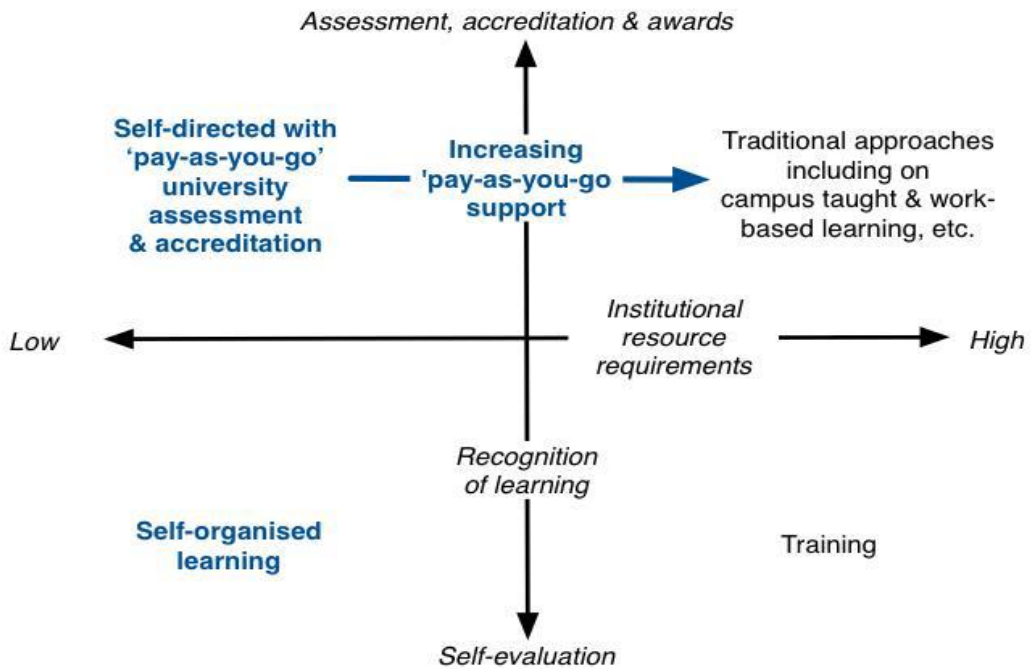 Assessment, accreditation & awards
Self-directed with
‘pay-as-you-go’
university
assessment
& accreditation
Increasing
'pay-as-you-go
support
Traditional approaches
including on
campus taught & work-
based learning, etc.
Low
Institutional
resource
requirements
High
Recognition
of learning
Self-organised
learning
Training
Self-evaluation